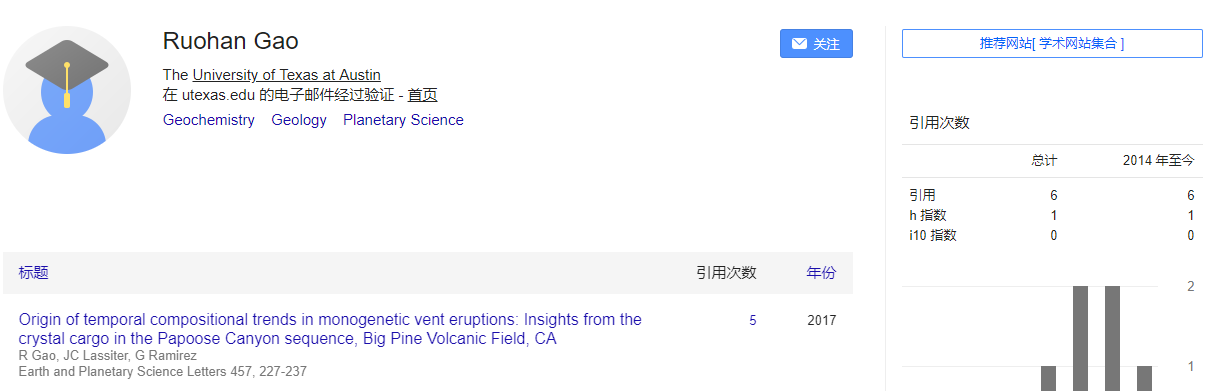 Ruohan Gao
关注
The University of Texas at Austin
在 utexas.edu 的电子邮件经过验证 - 首页
Geochemistry Geology Planetary Science
标题 引用次数 年份
Origin of temporal compositional trends in monogenetic vent eruptions: Insights from the
crystal cargo in the Papoose Canyon sequence, Big Pine Volcanic Field, CA
5 2017
R Gao, JC Lassiter, G Ramirez
Earth and Planetary Science Letters 457, 227-237
推荐网站[ 学术网站集合 ]
引用次数
总计 2014 年至今
引用 6 6
h 指数 1 1
i10 指数 0 0
2
1